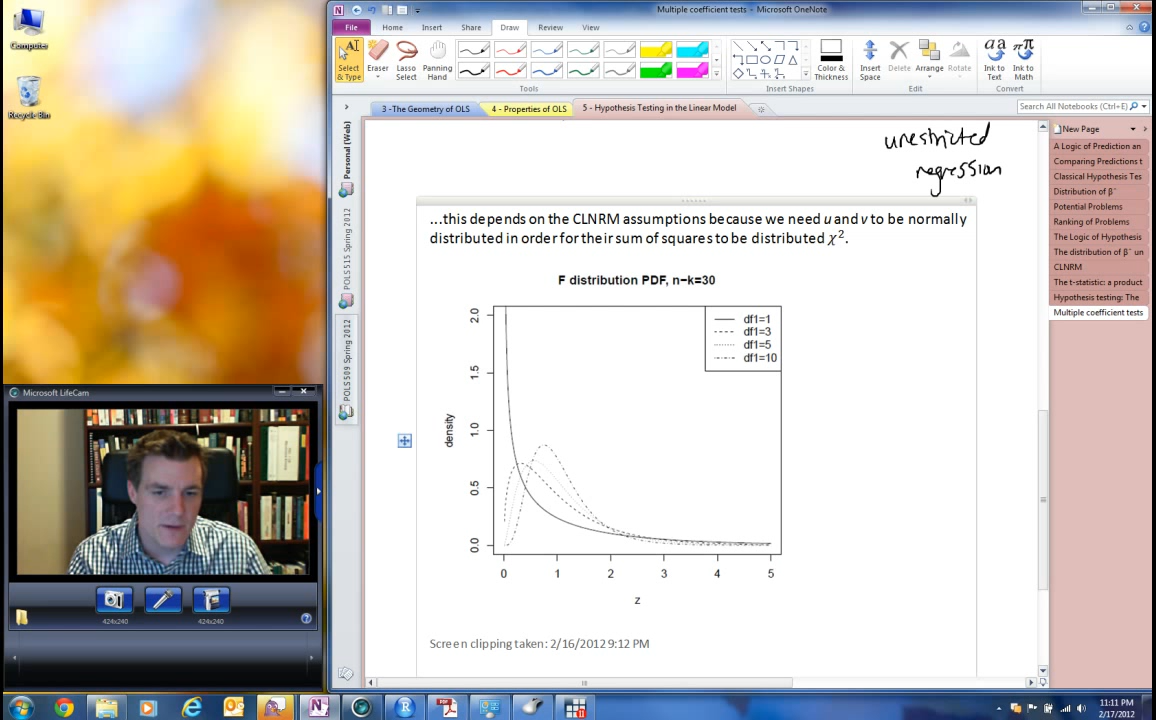 Computer
Recycle Bin
Multiple coefficient tests - Microsoft OneNote
File Home Insert Share Draw Review View
Select & Type
Eraser
Lasso Select
Panning Hand
Color & Thickness
Insert Space
Delete
Arrange
Rotate
Ink to Text
Ink to Math
Tools
Insert Shapes
Edit
Convert
3 -The Geometry of OLS
4 - Properties of OLS
5 - Hypothesis Testing in the Linear Model
Search All Notebooks (Ctrl+E)
Personal (Web)
POLS 515 Spring 2012
POLS 509 Spring 2012
unrestricted
regression
...this depends on the CLNRM assumptions because we need u and v to be normally
distributed in order for their sum of squares to be distributed χ².
F distribution PDF, n−k=30
df1=1
df1=3
df1=5
df1=10
density
2.0
1.5
1.0
0.5
0.0
0 1 2 3 4 5
z
Screen clipping taken: 2/16/2012 9:12 PM
New Page
A Logic of Prediction an
Comparing Predictions t
Classical Hypothesis Tes
Distribution of β^
Potential Problems
Ranking of Problems
The Logic of Hypothesis
The distribution of β^ un
CLNRM
The t-statistic: a product
Hypothesis testing: The
Multiple coefficient tests
Microsoft LifeCam
424x240
424x240
11:11 PM
2/17/2012